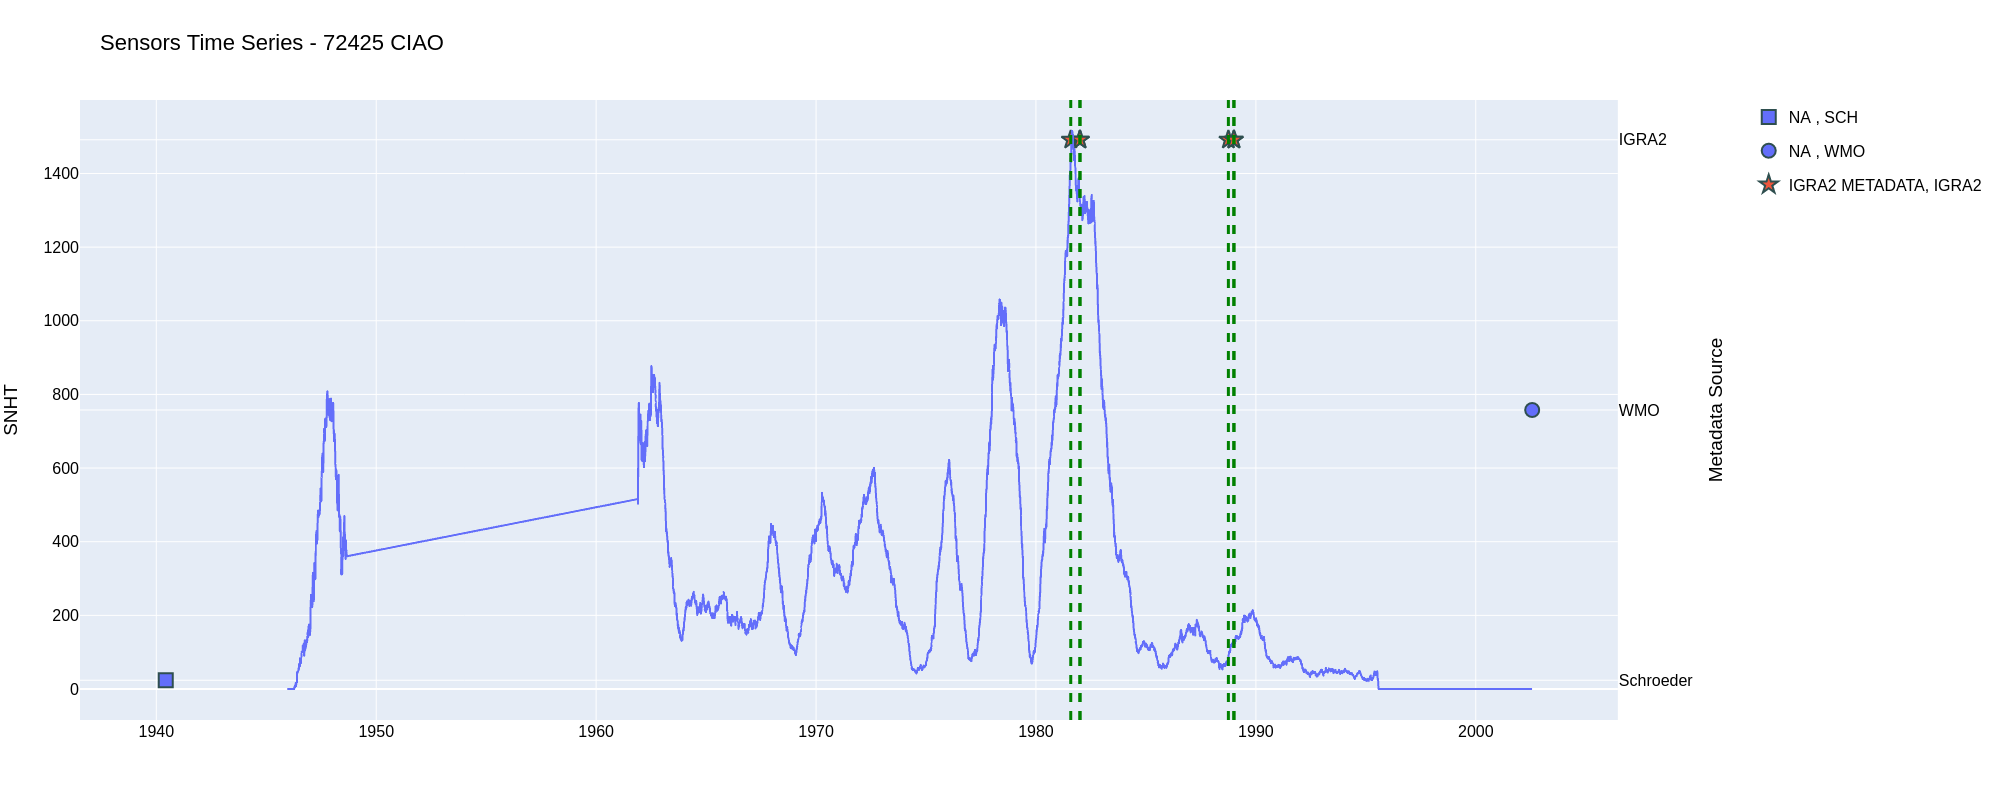 Sensors Time Series - 72425 CIAO
NA , SCH
NA , WMO
IGRA2 METADATA, IGRA2
IGRA2
WMO
Schroeder
Metadata Source
SNHT
1400
1200
1000
800
600
400
200
0
1940
1950
1960
1970
1980
1990
2000